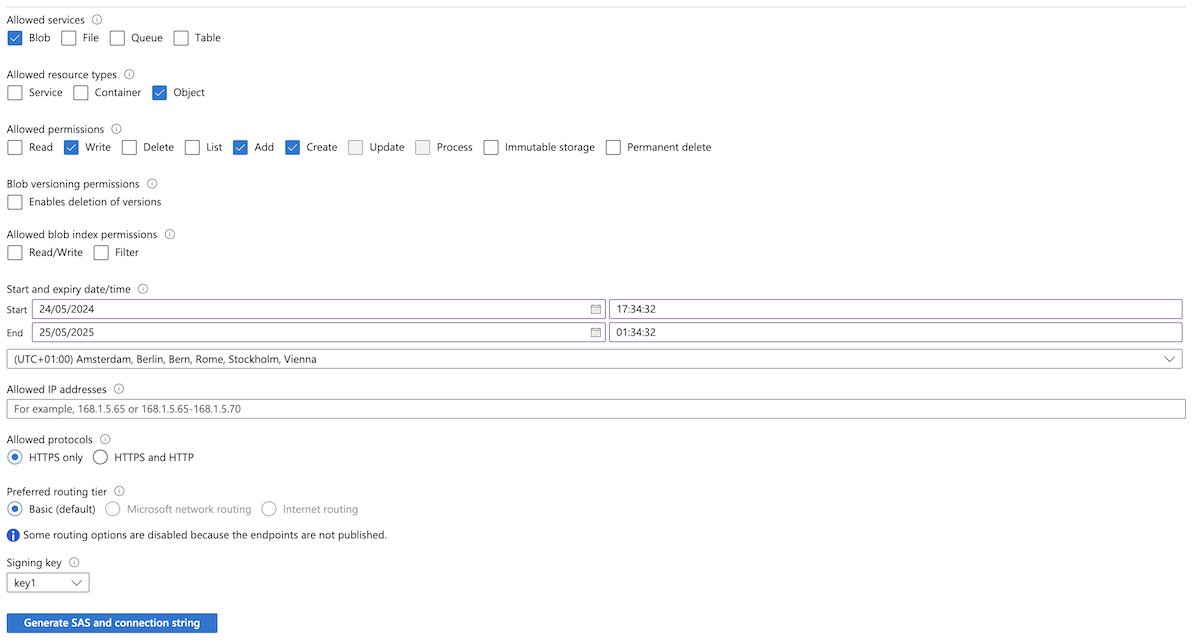 Allowed services
Blob File Queue Table
Allowed resource types
Service Container Object
Allowed permissions
Read Write Delete List Add Create Update Process Immutable storage Permanent delete
Blob versioning permissions
Enables deletion of versions
Allowed blob index permissions
Read/Write Filter
Start and expiry date/time
Start 24/05/2024 17:34:32
End 25/05/2025 01:34:32
(UTC+01:00) Amsterdam, Berlin, Bern, Rome, Stockholm, Vienna
Allowed IP addresses
For example, 168.1.5.65 or 168.1.5.65-168.1.5.70
Allowed protocols
HTTPS only HTTPS and HTTP
Preferred routing tier
Basic (default) Microsoft network routing Internet routing
Some routing options are disabled because the endpoints are not published.
Signing key
key1
Generate SAS and connection string